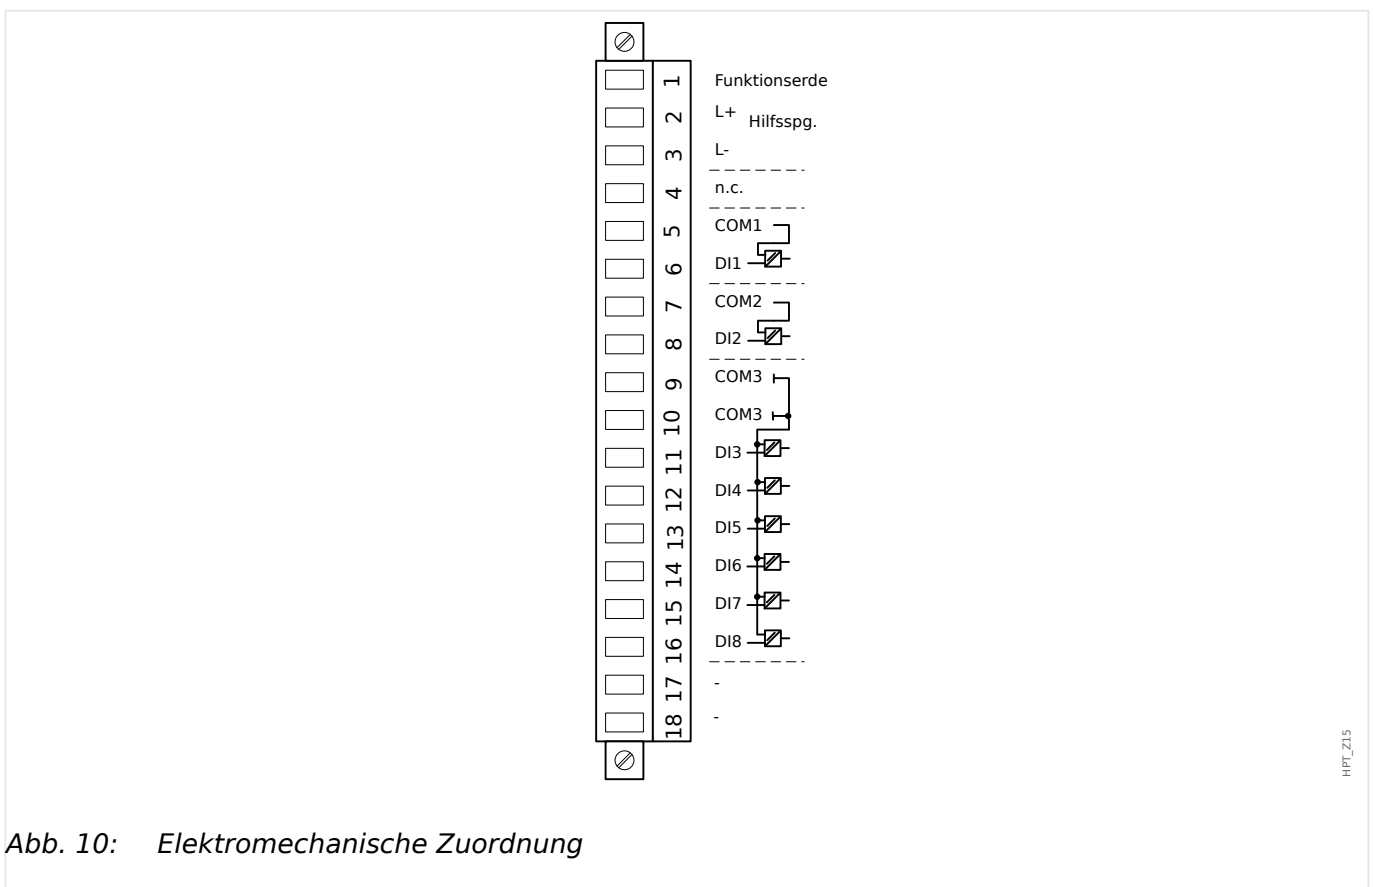 1 Funktionserde
2 L+ Hilfsspg.
3 L-
4 n.c.
5 COM1
6 DI1
7 COM2
8 DI2
9 COM3
10 COM3
11 DI3
12 DI4
13 DI5
14 DI6
15 DI7
16 DI8
17 -
18 -
HPT_Z15
Abb. 10: Elektromechanische Zuordnung